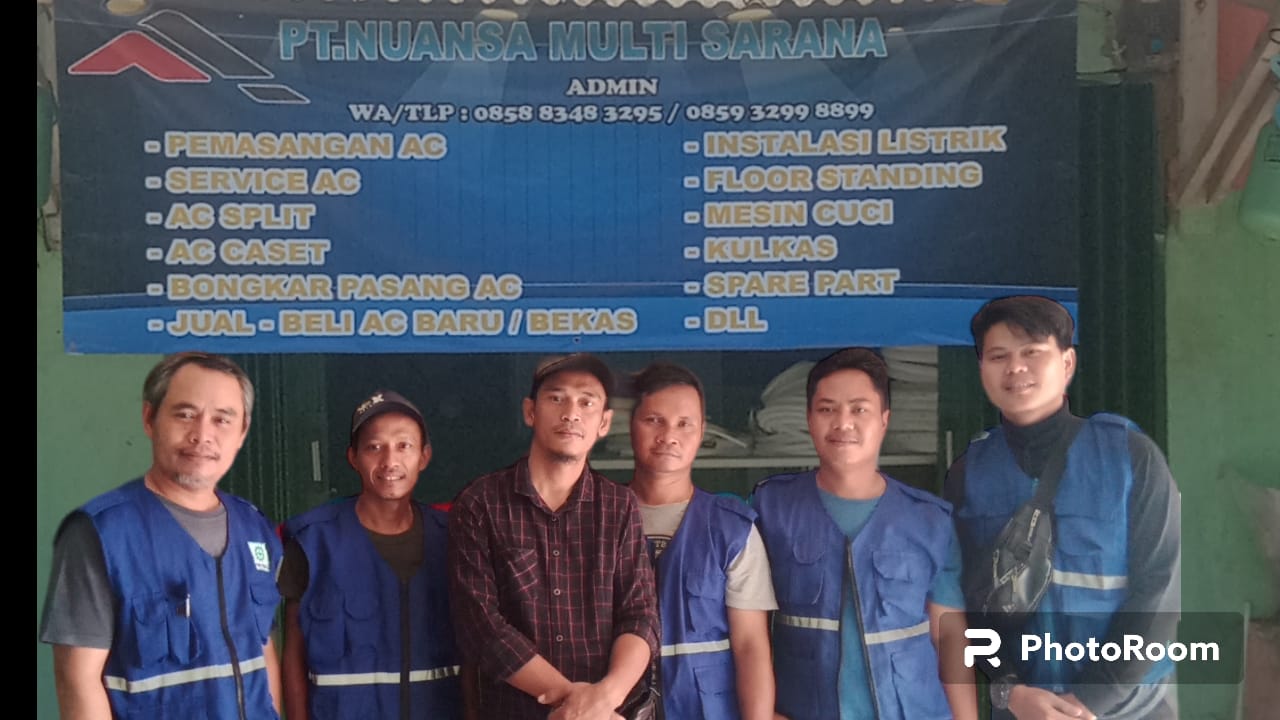 PT.NUANSA MULTI SARANA
ADMIN
WA/TLP : 0858 8348 3295 / 0859 3299 8899
- PEMASANGAN AC
- SERVICE AC
- AC SPLIT
- AC CASET
- BONGKAR PASANG AC
- JUAL - BELI AC BARU / BEKAS
- INSTALASI LISTRIK
- FLOOR STANDING
- MESIN CUCI
- KULKAS
- SPARE PART
- DLL
PhotoRoom